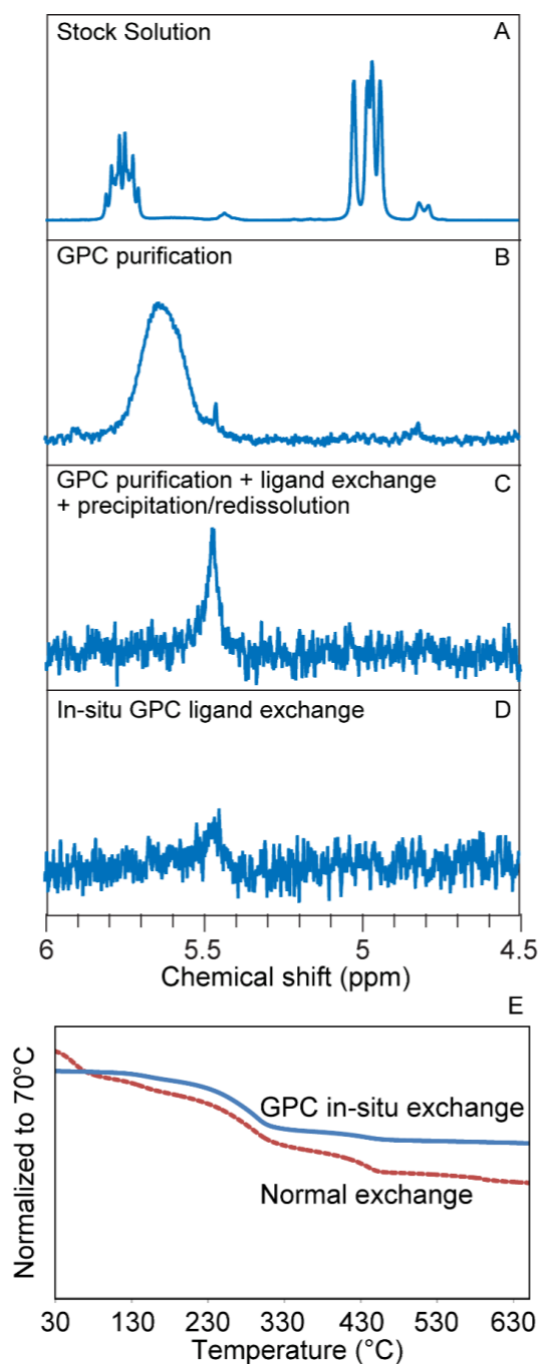 Stock Solution A
GPC purification B
GPC purification + ligand exchange C
+ precipitation/redissolution
In-situ GPC ligand exchange D
6 5.5 5 4.5
Chemical shift (ppm)
E
Normalized to 70°C
GPC in-situ exchange
Normal exchange
30 130 230 330 430 530 630
Temperature (°C)